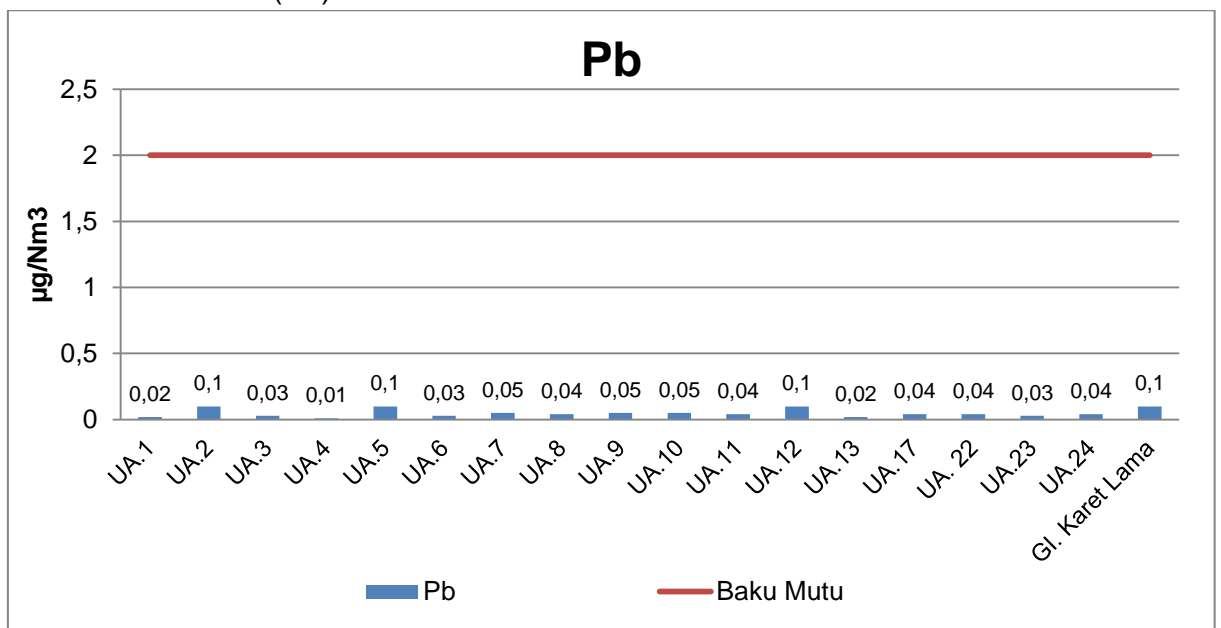 Pb
2,5
2
1,5
1
0,5
0
µg/Nm3
0,02 0,1 0,03 0,01 0,1 0,03 0,05 0,04 0,05 0,05 0,04 0,1 0,02 0,04 0,04 0,03 0,04 0,1
UA.1 UA.2 UA.3 UA.4 UA.5 UA.6 UA.7 UA.8 UA.9 UA.10 UA.11 UA.12 UA.13 UA.17 UA. 22 UA.23 UA.24 GI. Karet Lama
Pb Baku Mutu